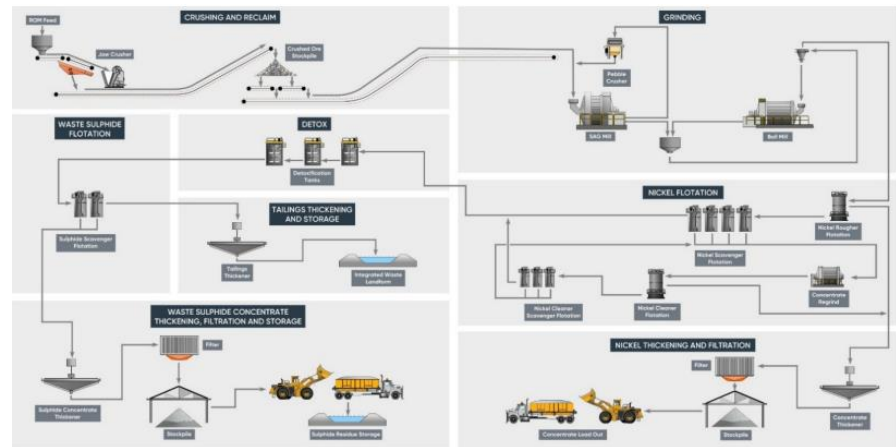 CRUSHING AND RECLAIM
ROM Feed
Jaw Crusher
Crushed Ore
Stockpile
GRINDING
Pebble
Crusher
SAG Mill
Ball Mill
WASTE SULPHIDE
FLOTATION
Sulphide Scavenger
Flotation
DETOX
Detoxification
Tanks
TAILINGS THICKENING
AND STORAGE
Tailings
Thickener
Integrated Waste
Landform
NICKEL FLOTATION
Nickel Rougher
Flotation
Nickel Scavenger
Flotation
Nickel Cleaner
Scavenger Flotation
Nickel Cleaner
Flotation
Concentrate
Regrind
WASTE SULPHIDE CONCENTRATE
THICKENING, FILTRATION AND STORAGE
Filter
Sulphide Concentrate
Thickener
Stockpile
Sulphide Residue Storage
NICKEL THICKENING AND FILTRATION
Filter
Concentrate Load Out
Stockpile
Concentrate
Thickener